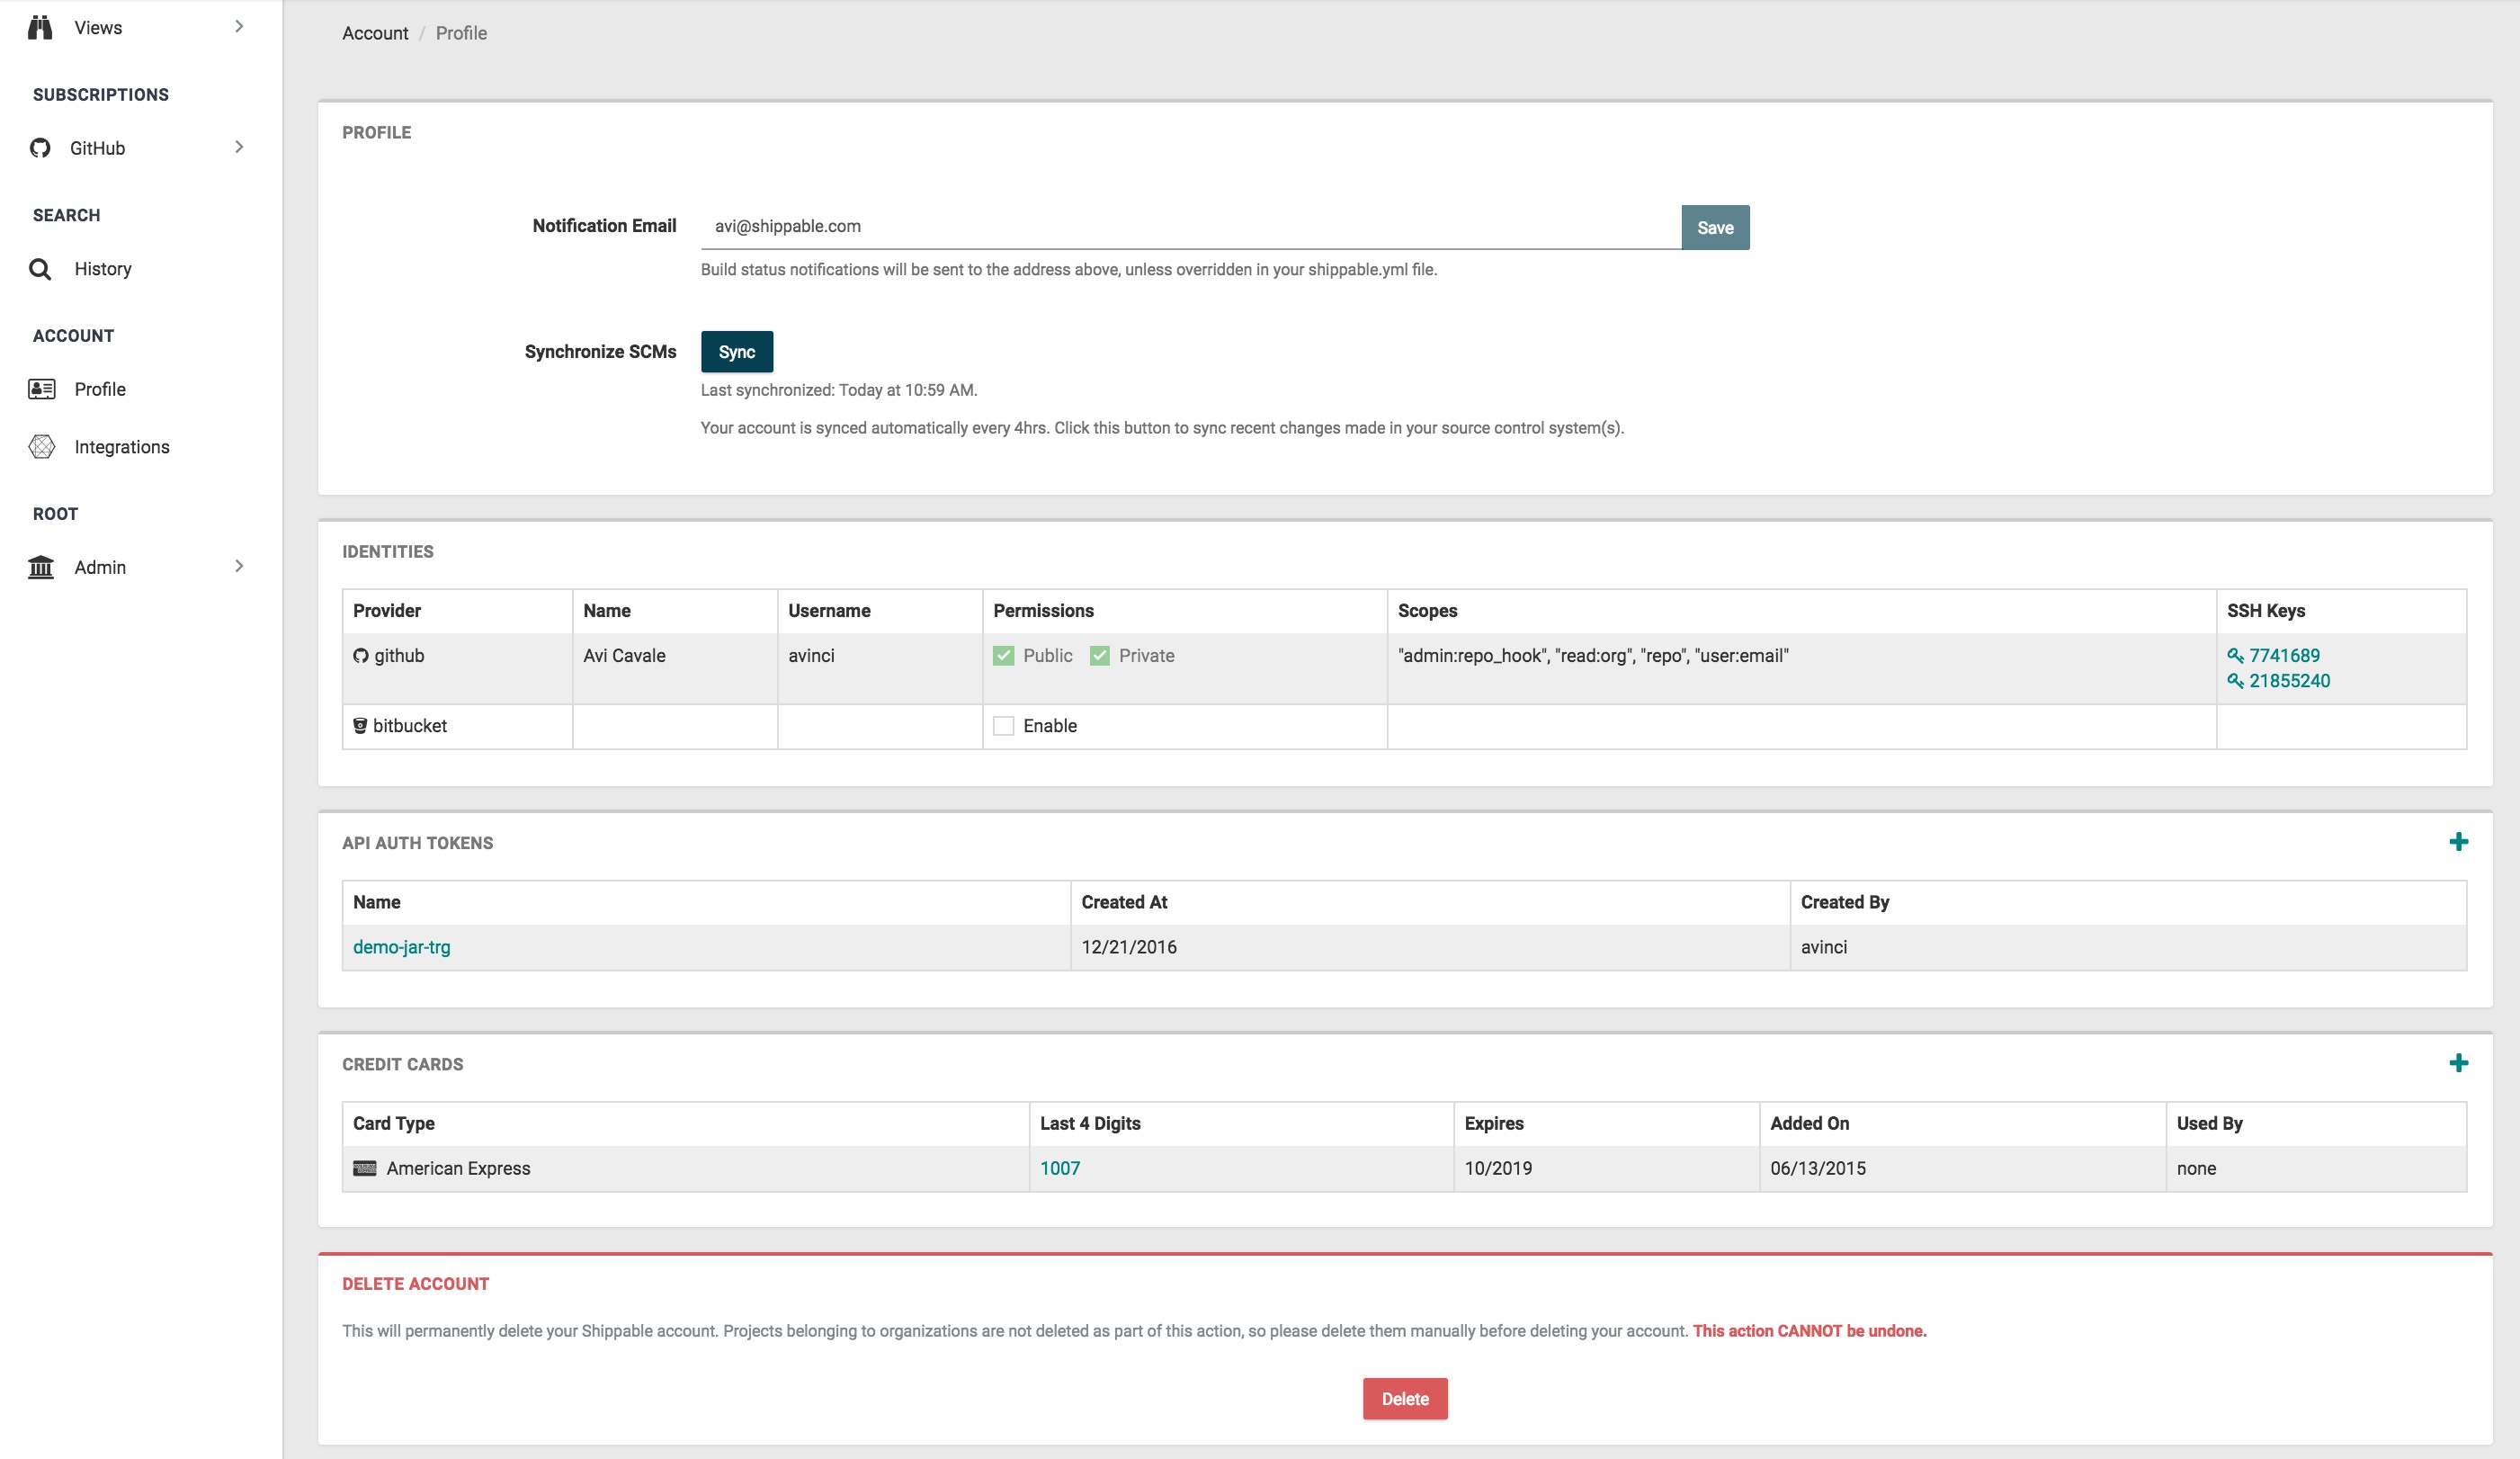 Views
SUBSCRIPTIONS
GitHub
SEARCH
History
ACCOUNT
Profile
Integrations
ROOT
Admin
Account / Profile
PROFILE
Notification Email avi@shippable.com Save
Build status notifications will be sent to the address above, unless overridden in your shippable.yml file.
Synchronize SCMs Sync
Last synchronized: Today at 10:59 AM.
Your account is synced automatically every 4hrs. Click this button to sync recent changes made in your source control system(s).
IDENTITIES
Provider Name Username Permissions Scopes SSH Keys
github Avi Cavale avinci Public Private "admin:repo_hook", "read:org", "repo", "user:email" 7741689
21855240
bitbucket Enable
API AUTH TOKENS
Name Created At Created By
demo-jar-trg 12/21/2016 avinci
CREDIT CARDS
Card Type Last 4 Digits Expires Added On Used By
American Express 1007 10/2019 06/13/2015 none
DELETE ACCOUNT
This will permanently delete your Shippable account. Projects belonging to organizations are not deleted as part of this action, so please delete them manually before deleting your account. This action CANNOT be undone.
Delete